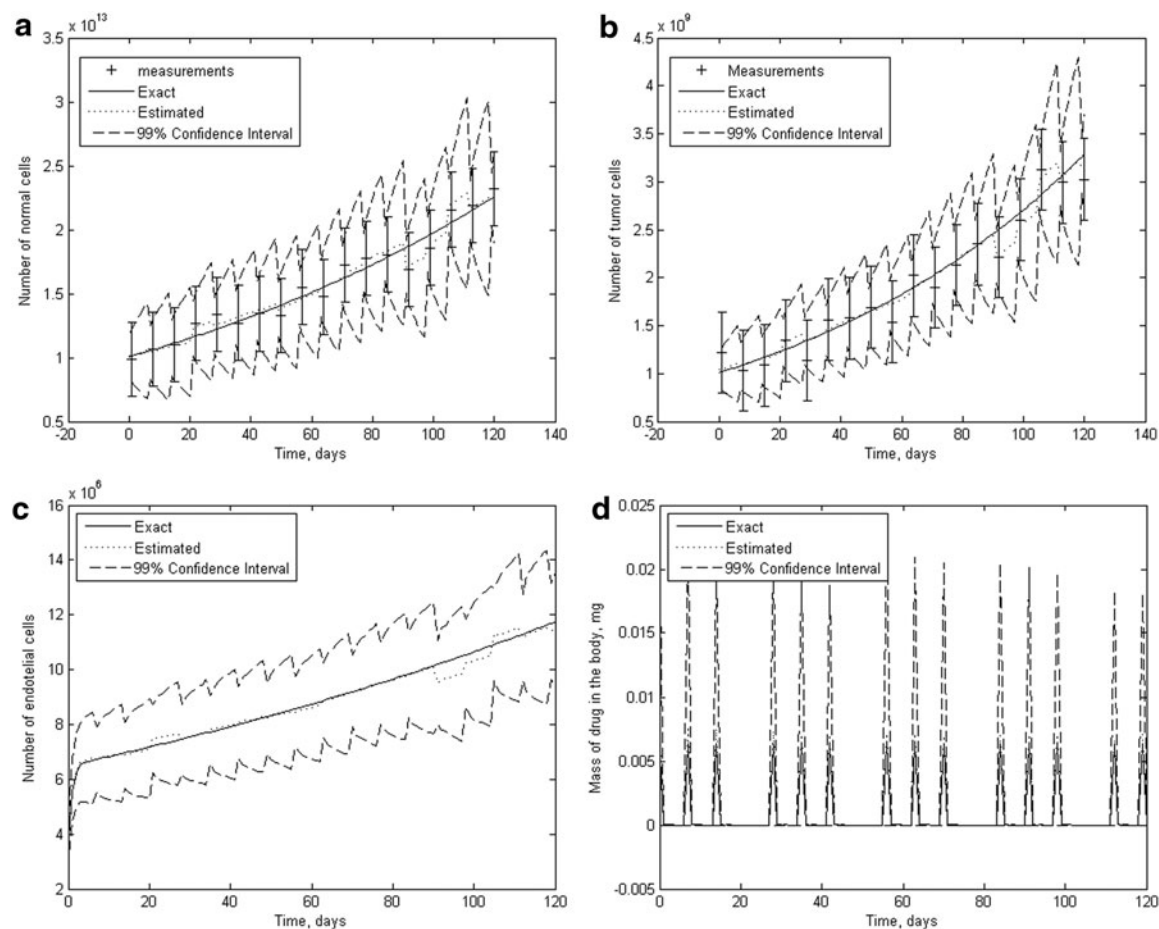 a
x 10^13
3.5
3
2.5
2
1.5
1
0.5
measurements
Exact
Estimated
99% Confidence Interval
Number of normal cells
-20 0 20 40 60 80 100 120 140
Time, days
b
x 10^9
4.5
4
3.5
3
2.5
2
1.5
1
0.5
Measurements
Exact
Estimated
99% Confidence Interval
Number of tumor cells
-20 0 20 40 60 80 100 120 140
Time, days
c
x 10^6
16
14
12
10
8
6
4
2
Exact
Estimated
99% Confidence Interval
Number of endotelial cells
0 20 40 60 80 100 120
Time, days
d
0.025
0.02
0.015
0.01
0.005
0
-0.005
Exact
Estimated
99% Confidence Interval
Mass of drug in the body, mg
0 20 40 60 80 100 120
Time, days